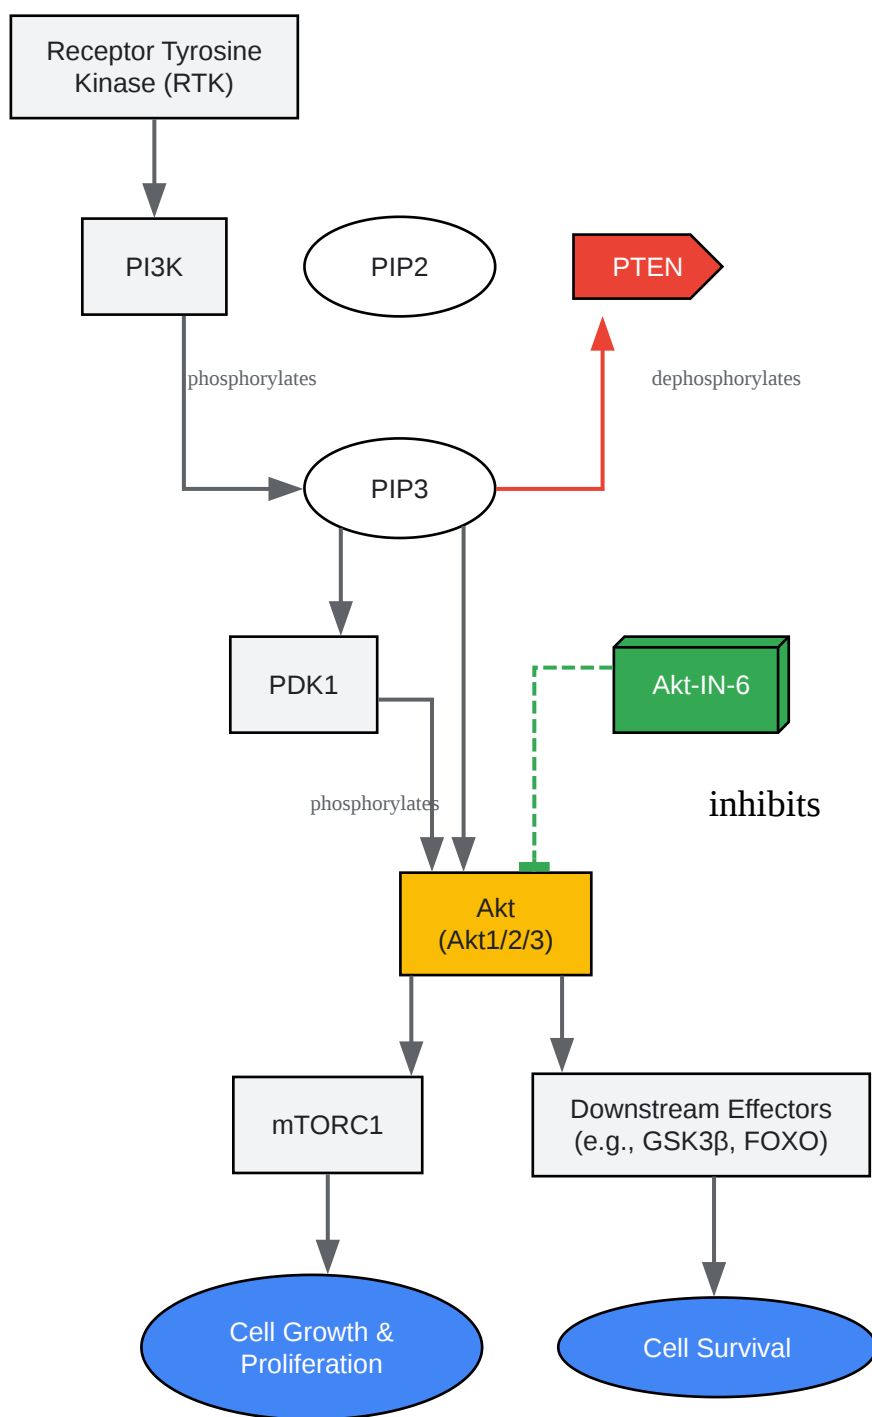 Receptor Tyrosine
Kinase (RTK)
PI3K
PIP2
PTEN
phosphorylates
dephosphorylates
PIP3
PDK1
Akt-IN-6
phosphorylates
inhibits
Akt
(Akt1/2/3)
mTORC1
Downstream Effectors
(e.g., GSK3β, FOXO)
Cell Growth &
Proliferation
Cell Survival